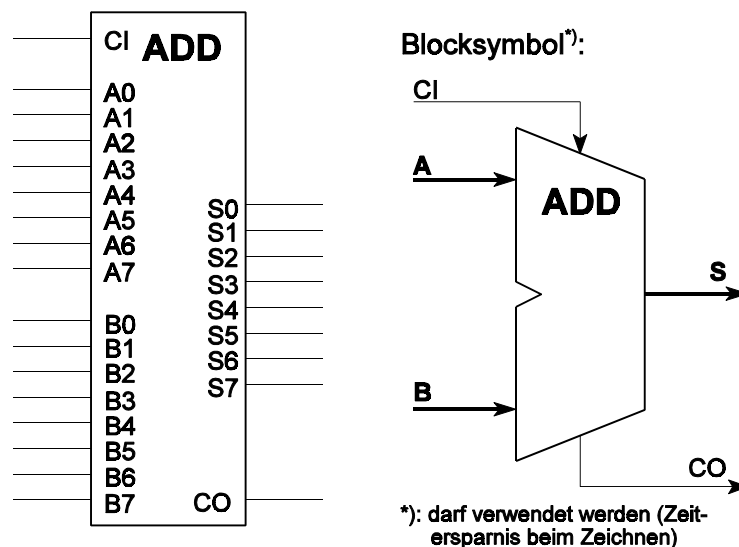 CI ADD
A0
A1
A2
A3
A4
A5
A6
A7
B0
B1
B2
B3
B4
B5
B6
B7
S0
S1
S2
S3
S4
S5
S6
S7
CO
Blocksymbol*):
CI
A
ADD
S
B
CO
*): darf verwendet werden (Zeit-
ersparnis beim Zeichnen)